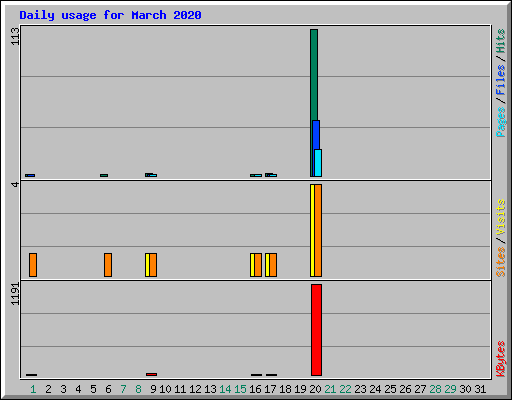 Daily usage for March 2020
113
Pages/Files/Hits
4
Sites/Visits
1191
KBytes
1 2 3 4 5 6 7 8 9 10 11 12 13 14 15 16 17 18 19 20 21 22 23 24 25 26 27 28 29 30 31